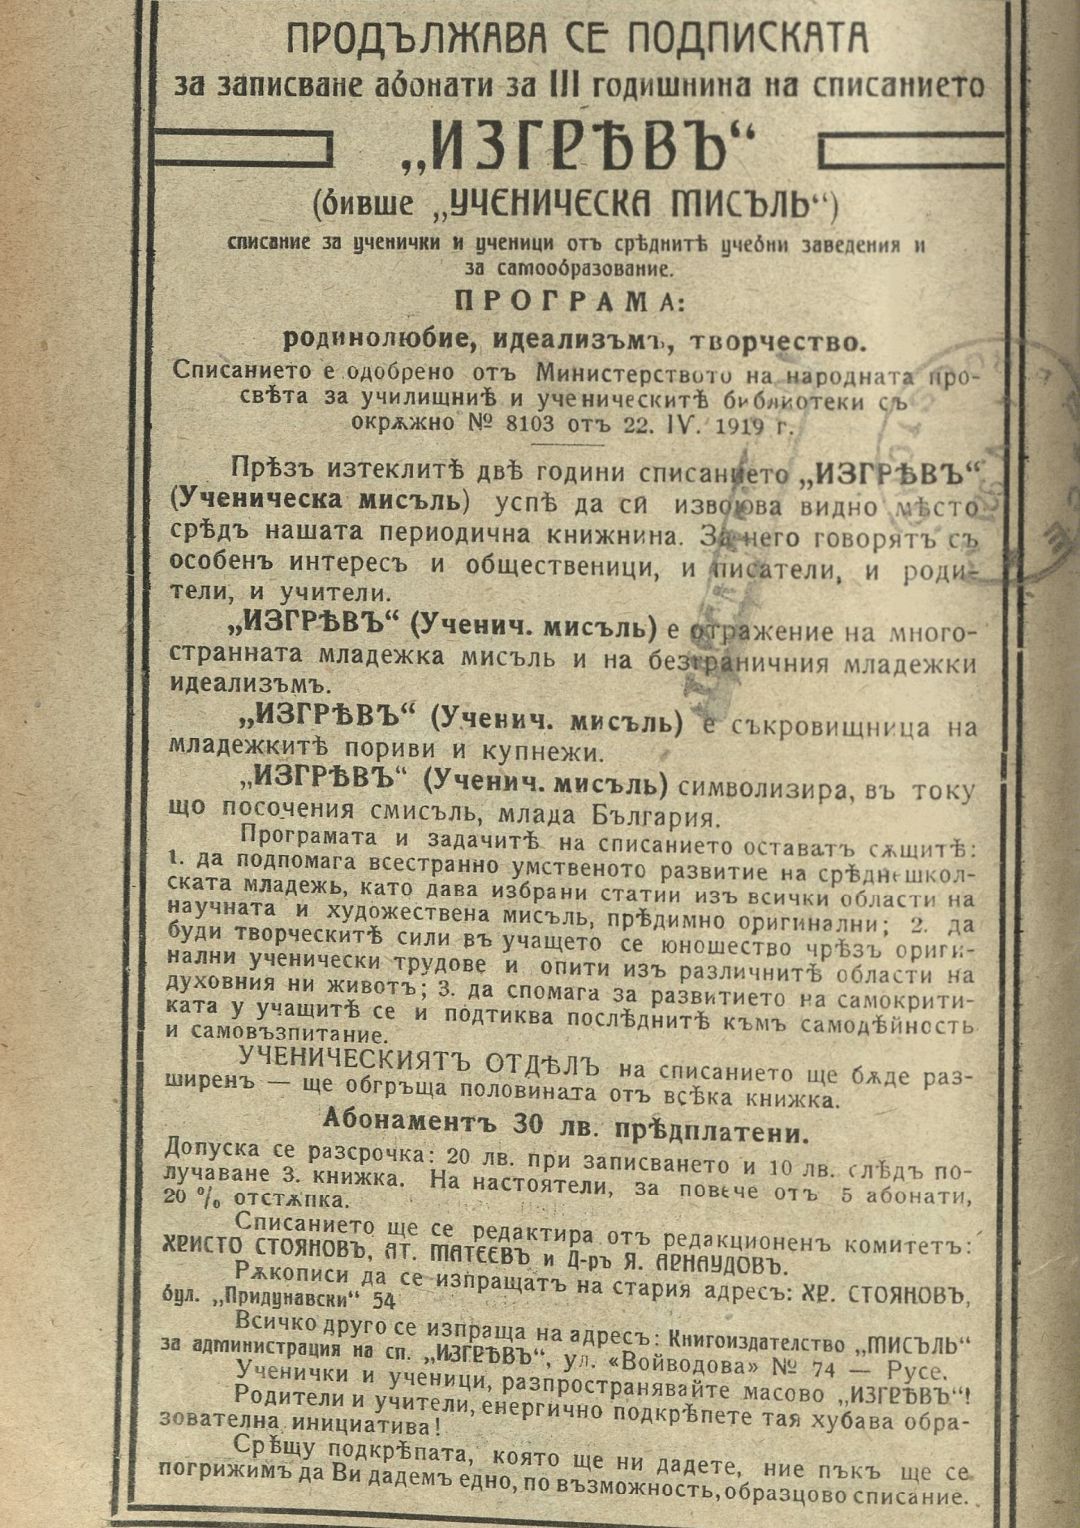 ПРОДЪЛЖАВА СЕ ПОДПИСКАТА
за записване абонати за III годишнина на списанието
„ИЗГРѢВЪ“
(бивше „УЧЕНИЧЕСКА МИСЪЛЬ“)
списание за ученички и ученици отъ срѣднитѣ учебни заведения и
за самообразование.
ПРОГРАМА:
родинолюбие, идеализъмъ, творчество.
Списанието е одобрено отъ Министерството на народната про-
свѣта за училищниѣ и ученическитѣ библиотеки съ
окрѫжно № 8103 отъ 22. IV. 1919 г.
Прѣзъ изтеклитѣ двѣ години списанието „ИЗГРѢВЪ“
(Ученическа мисъль) успѣ да си извоюва видно мѣсто
срѣдъ нашата периодична книжнина. За него говорятъ съ
особенъ интересъ и общественици, и писатели, и роди-
тели, и учители.
„ИЗГРѢВЪ“ (Ученич. мисъль) е отражение на много-
странната младежка мисъль и на безграничния младежки
идеализъмъ.
„ИЗГРѢВЪ“ (Ученич. мисъль) е съкровищница на
младежкитѣ пориви и купнежи.
„ИЗГРѢВЪ“ (Ученич. мисъль) символизира, въ току
що посочения смисъль, млада България.
Програмата и задачитѣ на списанието оставатъ сѫщитѣ:
1. да подпомага всестранно умственото развитие на срѣднешкол-
ската младежь, като дава избрани статии изъ всички области на
научната и художествена мисъль, прѣдимно оригинални; 2. да
буди творческитѣ сили въ учащето се юношество чрѣзъ ориги-
нални ученически трудове и опити изъ различнитѣ области на
духовния ни животъ; 3. да спомага за развитието на самокрити-
ката у учащитѣ се и подтиква послѣднитѣ къмъ самодѣйность
и самовъзпитание.
УЧЕНИЧЕСКИЯТЪ ОТДѢЛЪ на списанието ще бѫде раз-
ширенъ — ще обгръща половината отъ всѣка книжка.
Абонаментъ 30 лв. прѣдплатени.
Допуска се разсрочка: 20 лв. при записването и 10 лв. слѣдъ по-
лучаване 3. книжка. На настоятели, за повече отъ 5 абонати,
20 % отстѫпка.
Списанието ще се редактира отъ редакционенъ комитетъ:
ХРИСТО СТОЯНОВЪ, АТ. МАТЕЕВЪ и Д-ръ Я. АРНАУДОВЪ.
Рѫкописи да се изпращатъ на стария адресъ: ХР. СТОЯНОВЪ,
бул. „Придунавски“ 54
Всичко друго се изпраща на адресъ: Книгоиздателство „МИСЪЛЬ“
за администрация на сп. „ИЗГРѢВЪ“, ул. «Войводова» № 74 — Русе.
Ученички и ученици, разпространявайте масово „ИЗГРѢВЪ“!
Родители и учители, енергично подкрѣпете тая хубава обра-
зователна инициатива!
Срѣщу подкрѣпата, която ще ни дадете, ние пъкъ ще се
погрижимъ да Ви дадемъ едно, по възможность, образцово списание.